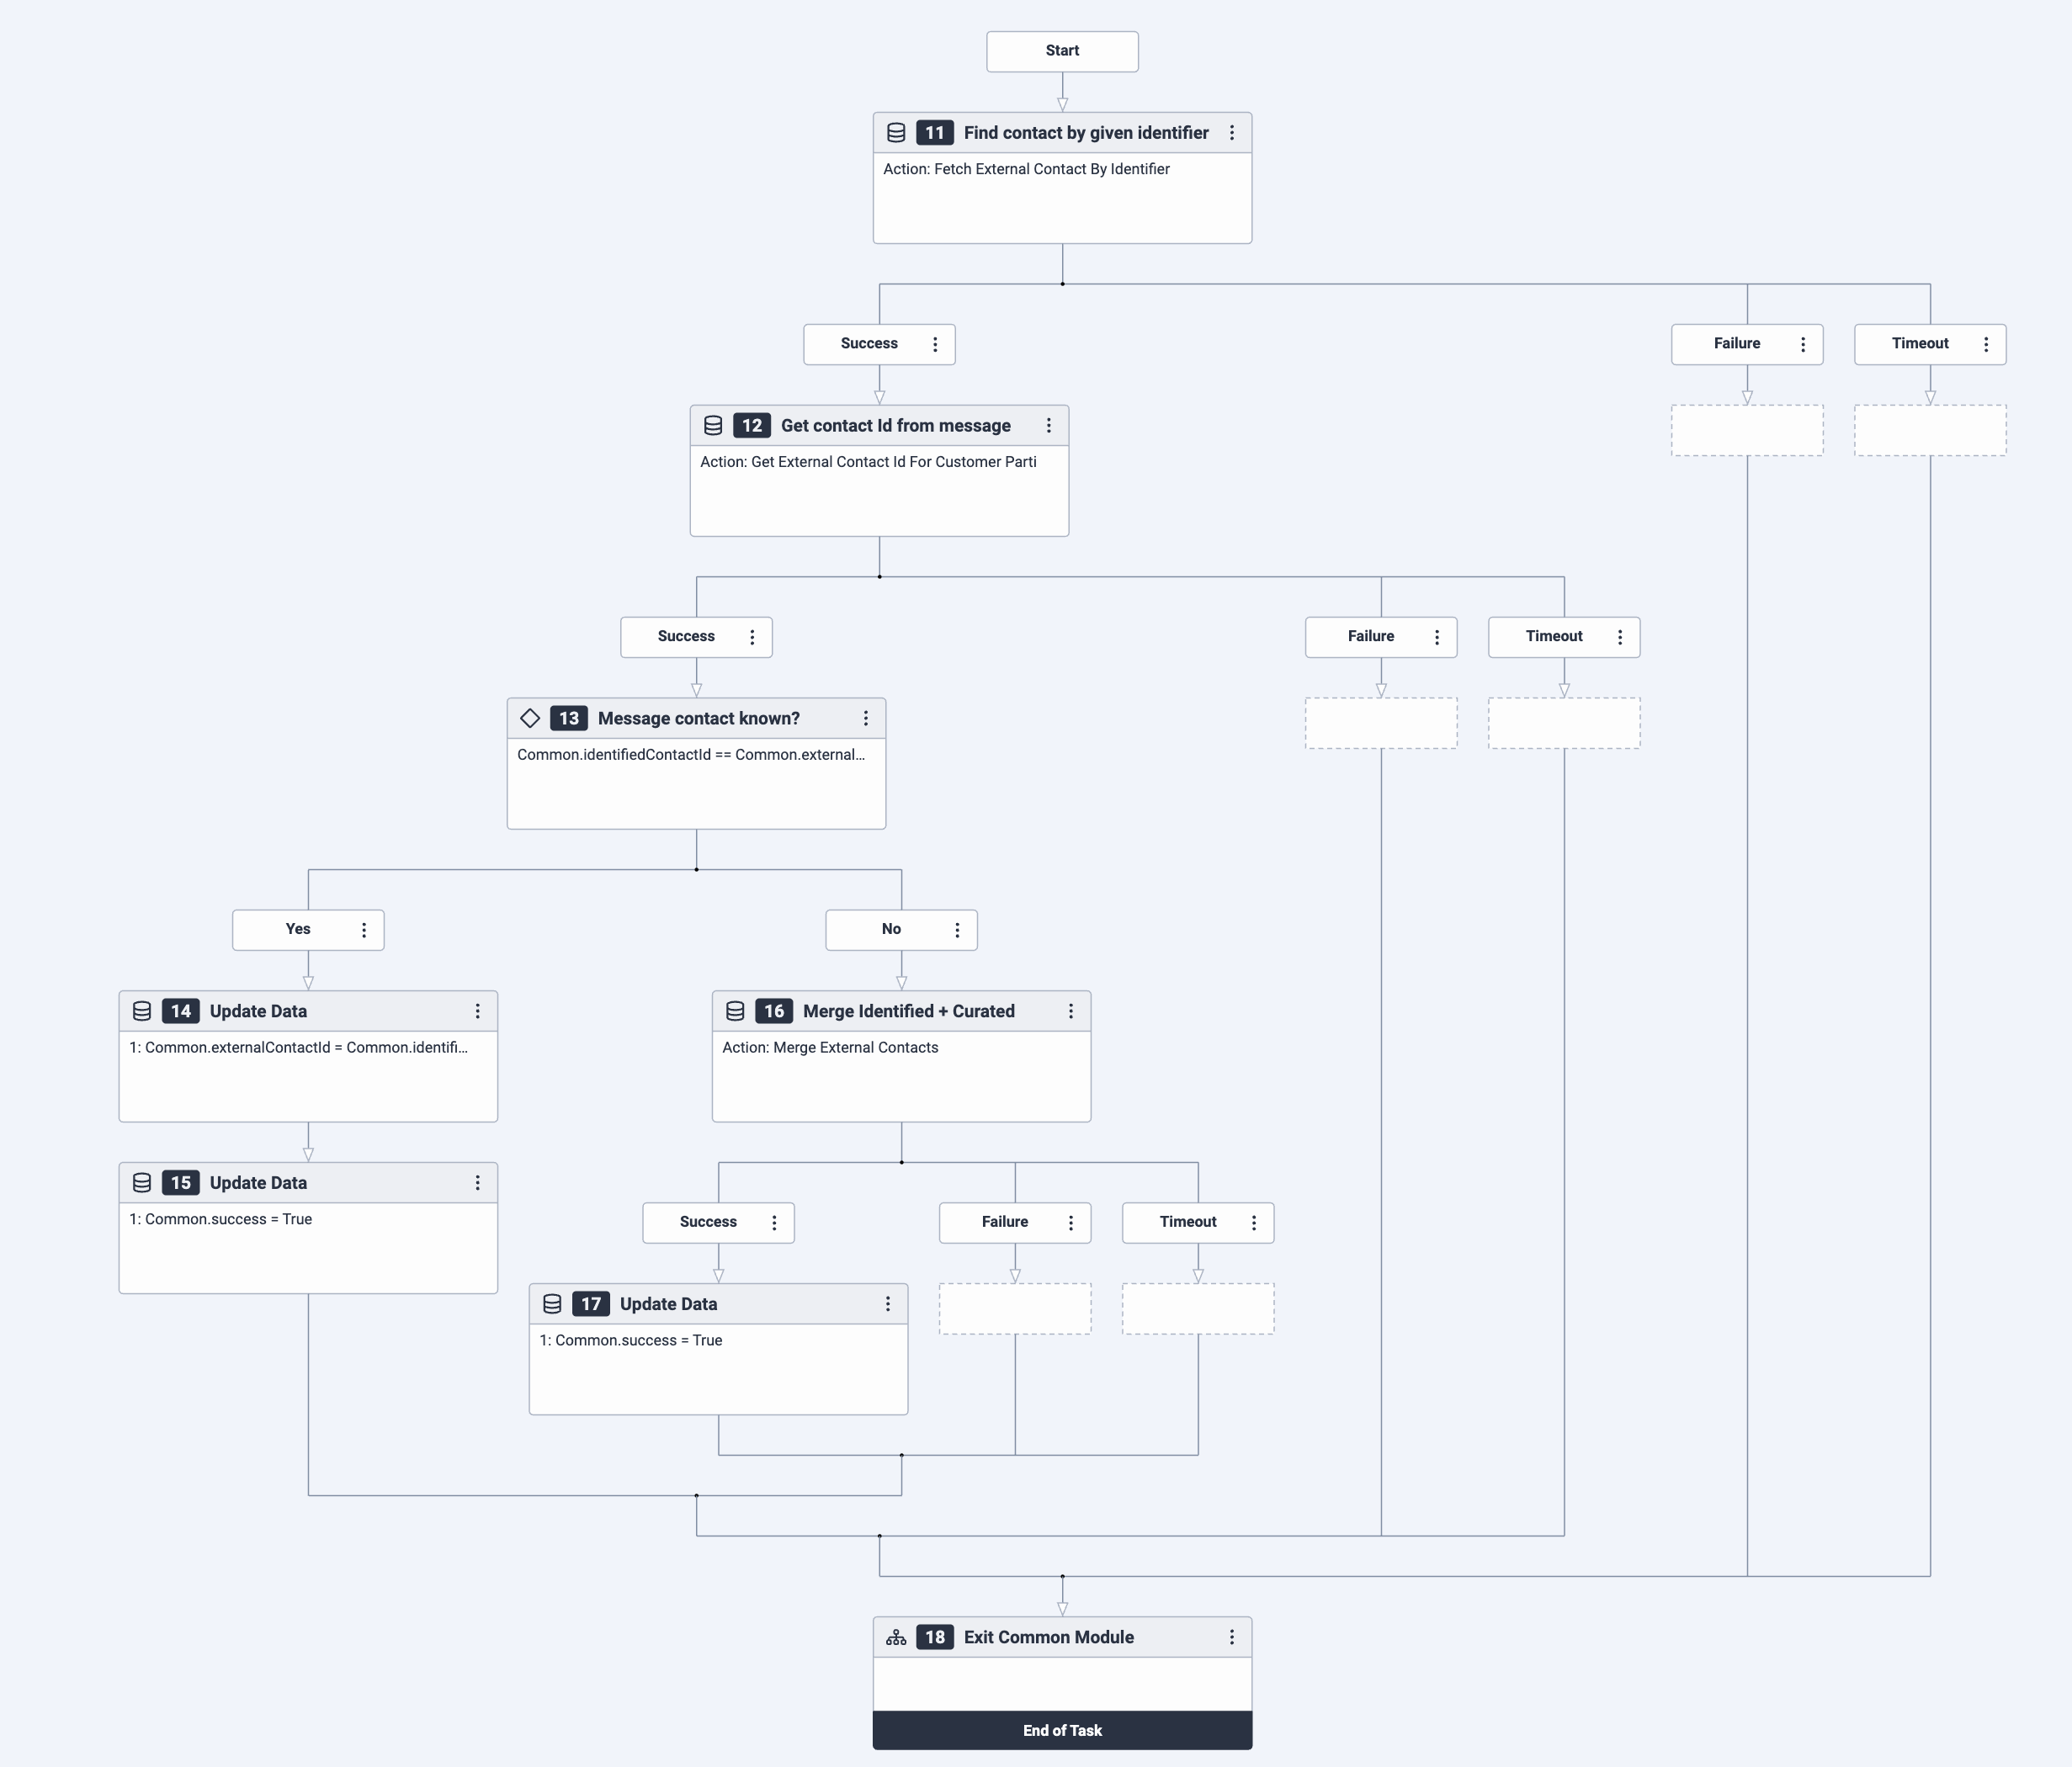 Start
11 Find contact by given identifier
Action: Fetch External Contact By Identifier
Success
Failure
Timeout
12 Get contact Id from message
Action: Get External Contact Id For Customer Parti
Success
Failure
Timeout
13 Message contact known?
Common.identifiedContactId == Common.external...
Yes
No
14 Update Data
1: Common.externalContactId = Common.identifi...
16 Merge Identified + Curated
Action: Merge External Contacts
15 Update Data
1: Common.success = True
Success
Failure
Timeout
17 Update Data
1: Common.success = True
18 Exit Common Module
End of Task